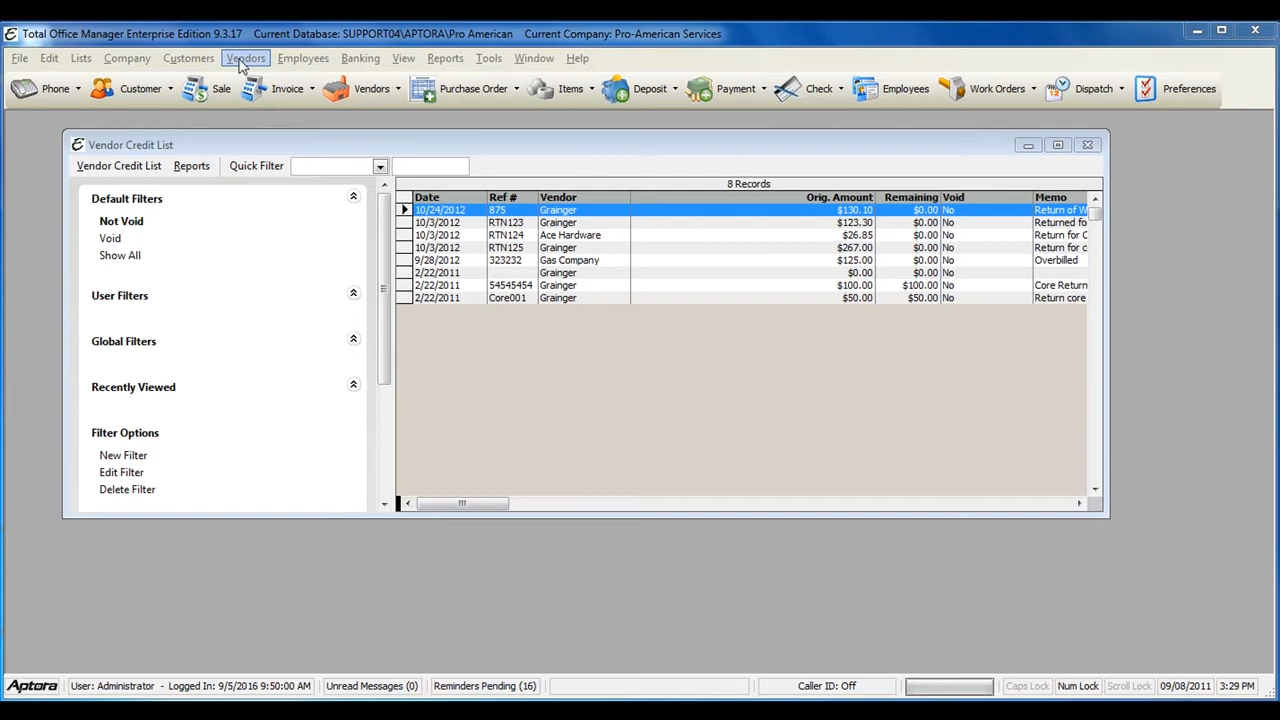 Total Office Manager Enterprise Edition 9.3.17 Current Database: SUPPORT04\APTORA\Pro American Current Company: Pro-American Services
File Edit Lists Company Customers Vendors Employees Banking View Reports Tools Window Help
Phone Customer Sale Invoice Vendors Purchase Order Items Deposit Payment Check Employees Work Orders Dispatch Preferences
Vendor Credit List
Vendor Credit List Reports Quick Filter
8 Records
Default Filters
Not Void
Void
Show All
User Filters
Global Filters
Recently Viewed
Filter Options
New Filter
Edit Filter
Delete Filter
Date Ref # Vendor Orig. Amount Remaining Void Memo
10/24/2012 875 Grainger $130.10 $0.00 No Return of W
10/3/2012 RTN123 Grainger $123.30 $0.00 No Returned fo
10/3/2012 RTN124 Ace Hardware $26.85 $0.00 No Return for C
10/3/2012 RTN125 Grainger $267.00 $0.00 No Return for c
9/28/2012 323232 Gas Company $125.00 $0.00 No Overbilled
2/22/2011 Grainger $0.00 $0.00 No
2/22/2011 54545454 Grainger $100.00 $100.00 No Core Return
2/22/2011 Core001 Grainger $50.00 $50.00 No Return core
Aptora User: Administrator - Logged In: 9/5/2016 9:50:00 AM Unread Messages (0) Reminders Pending (16) Caller ID: Off Caps Lock Num Lock Scroll Lock 09/08/2011 3:29 PM